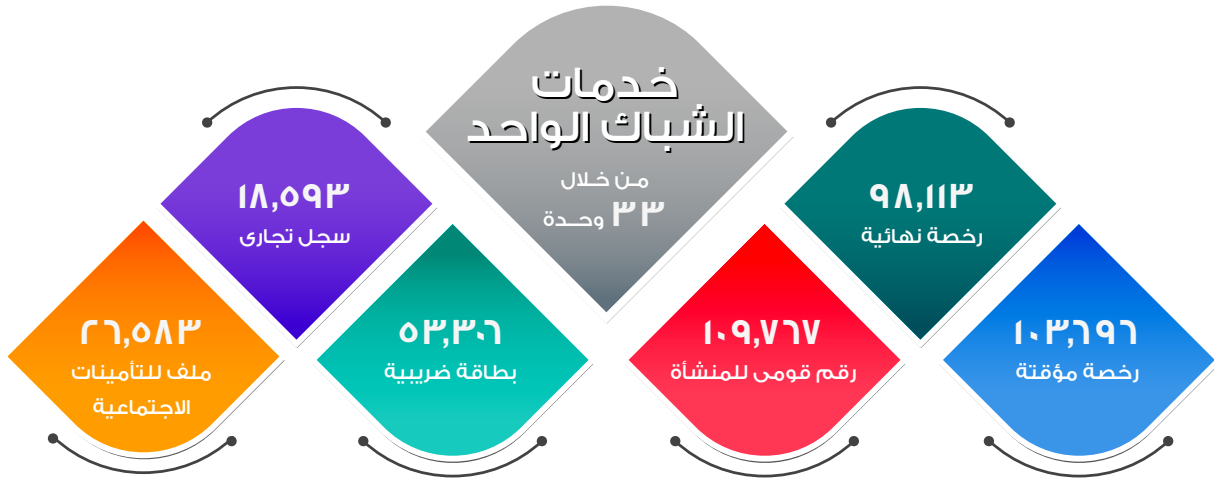 خدمات
الشباك الواحد
من خلال
٣٣ وحدة
٩٨,١١٣
رخصة نهائية
١٨,٥٩٣
سجل تجارى
١٠٣,٦٩٦
رخصة مؤقتة
١٠٩,٧٦٧
رقم قومى للمنشأة
٥٣,٣٠٦
بطاقة ضريبية
٢٦,٥٨٣
ملف للتأمينات
الاجتماعية